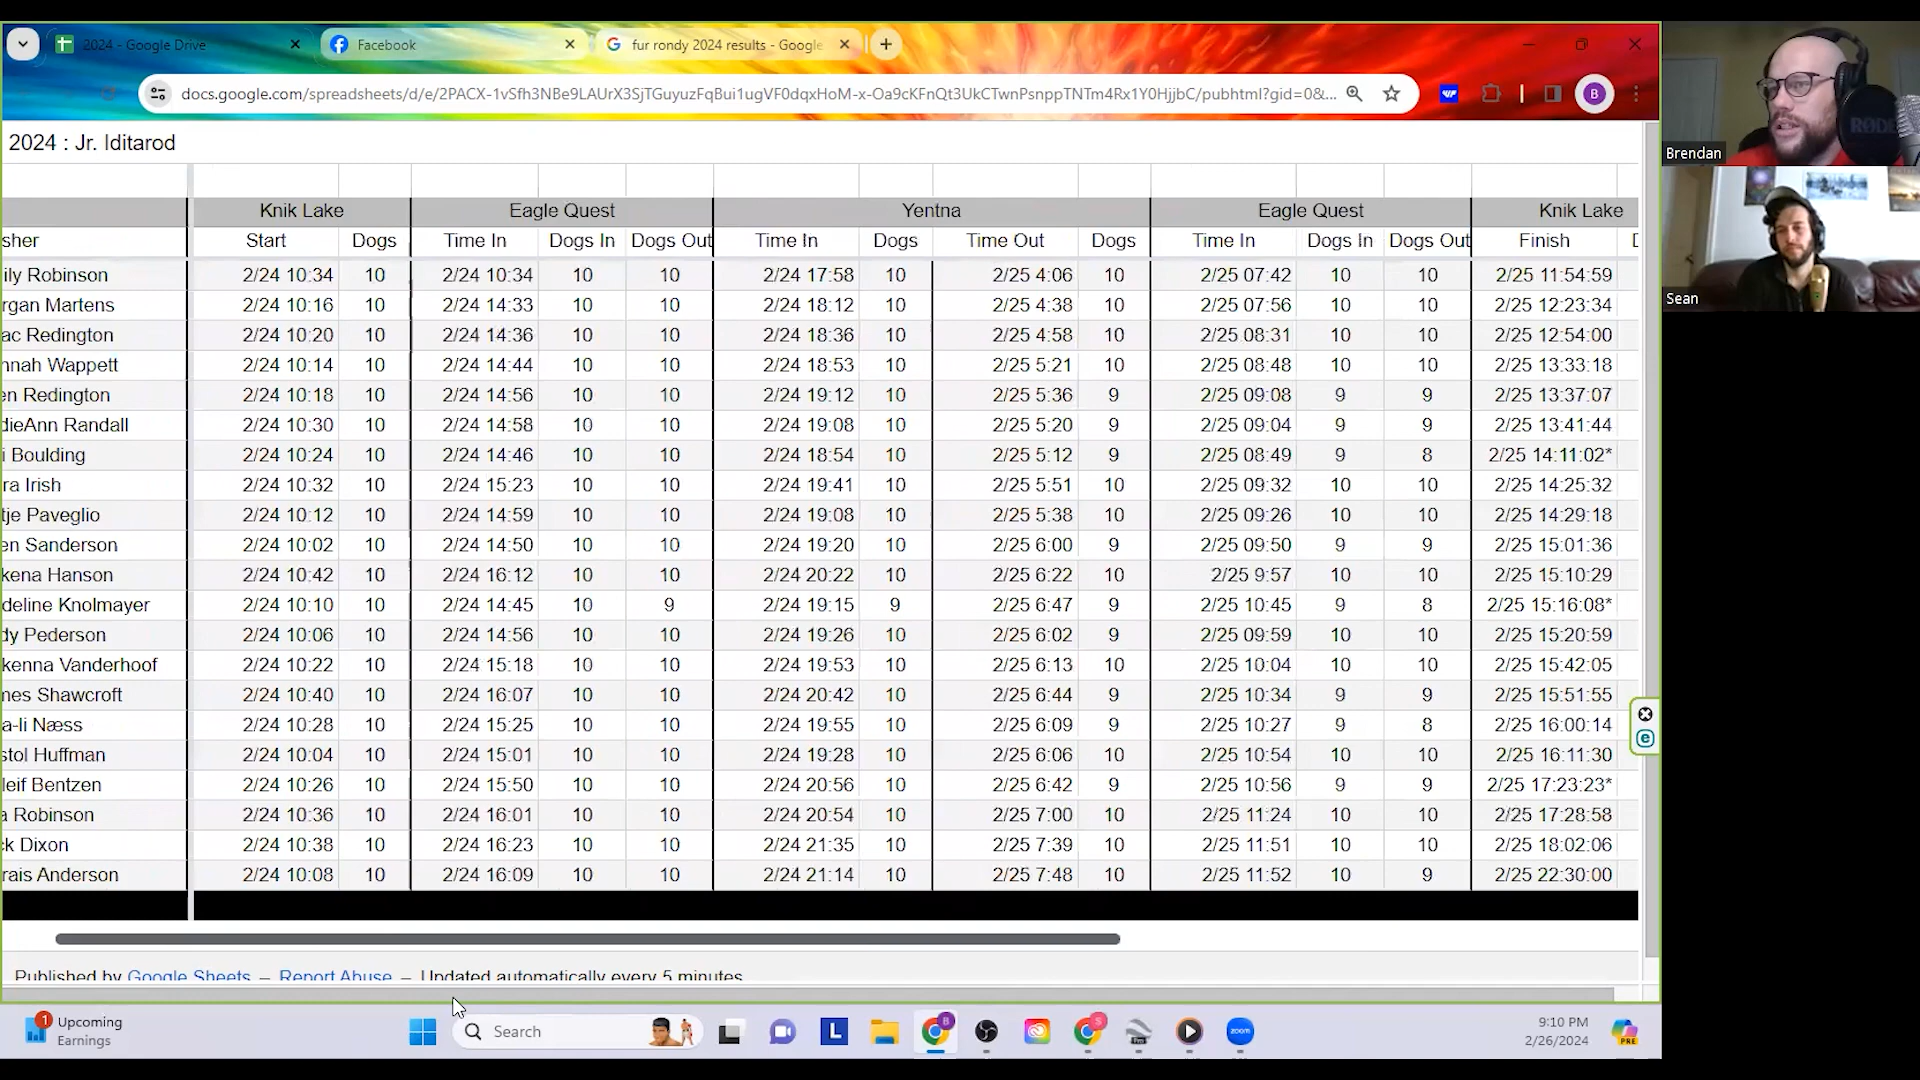 2024 - Google Drive
Facebook
fur rondy 2024 results - Google
docs.google.com/spreadsheets/d/e/2PACX-1vSfh3NBe9LAUrX3SjTGuyuzFqBui1ugVF0dqxHoM-x-Oa9cKFnQt3UkCTwnPsnppTNTm4Rx1Y0HjjbC/pubhtml?gid=0&...
B
2024 : Jr. Iditarod
Knik Lake Eagle Quest Yentna Eagle Quest Knik Lake
sher Start Dogs Time In Dogs In Dogs Out Time In Dogs Time Out Dogs Time In Dogs In Dogs Out Finish
ily Robinson 2/24 10:34 10 2/24 10:34 10 10 2/24 17:58 10 2/25 4:06 10 2/25 07:42 10 10 2/25 11:54:59
rgan Martens 2/24 10:16 10 2/24 14:33 10 10 2/24 18:12 10 2/25 4:38 10 2/25 07:56 10 10 2/25 12:23:34
ac Redington 2/24 10:20 10 2/24 14:36 10 10 2/24 18:36 10 2/25 4:58 10 2/25 08:31 10 10 2/25 12:54:00
nnah Wappett 2/24 10:14 10 2/24 14:44 10 10 2/24 18:53 10 2/25 5:21 10 2/25 08:48 10 10 2/25 13:33:18
en Redington 2/24 10:18 10 2/24 14:56 10 10 2/24 19:12 10 2/25 5:36 9 2/25 09:08 9 9 2/25 13:37:07
dieAnn Randall 2/24 10:30 10 2/24 14:58 10 10 2/24 19:08 10 2/25 5:20 9 2/25 09:04 9 9 2/25 13:41:44
i Boulding 2/24 10:24 10 2/24 14:46 10 10 2/24 18:54 10 2/25 5:12 9 2/25 08:49 9 8 2/25 14:11:02*
ra Irish 2/24 10:32 10 2/24 15:23 10 10 2/24 19:41 10 2/25 5:51 10 2/25 09:32 10 10 2/25 14:25:32
tje Paveglio 2/24 10:12 10 2/24 14:59 10 10 2/24 19:08 10 2/25 5:38 10 2/25 09:26 10 10 2/25 14:29:18
en Sanderson 2/24 10:02 10 2/24 14:50 10 10 2/24 19:20 10 2/25 6:00 9 2/25 09:50 9 9 2/25 15:01:36
kena Hanson 2/24 10:42 10 2/24 16:12 10 10 2/24 20:22 10 2/25 6:22 10 2/25 9:57 10 10 2/25 15:10:29
deline Knolmayer 2/24 10:10 10 2/24 14:45 10 9 2/24 19:15 9 2/25 6:47 9 2/25 10:45 9 8 2/25 15:16:08*
dy Pederson 2/24 10:06 10 2/24 14:56 10 10 2/24 19:26 10 2/25 6:02 9 2/25 09:59 10 10 2/25 15:20:59
kenna Vanderhoof 2/24 10:22 10 2/24 15:18 10 10 2/24 19:53 10 2/25 6:13 10 2/25 10:04 10 10 2/25 15:42:05
nes Shawcroft 2/24 10:40 10 2/24 16:07 10 10 2/24 20:42 10 2/25 6:44 9 2/25 10:34 9 9 2/25 15:51:55
a-li Næss 2/24 10:28 10 2/24 15:25 10 10 2/24 19:55 10 2/25 6:09 9 2/25 10:27 9 8 2/25 16:00:14
stol Huffman 2/24 10:04 10 2/24 15:01 10 10 2/24 19:28 10 2/25 6:06 10 2/25 10:54 10 10 2/25 16:11:30
leif Bentzen 2/24 10:26 10 2/24 15:50 10 10 2/24 20:56 10 2/25 6:42 9 2/25 10:56 9 9 2/25 17:23:23*
a Robinson 2/24 10:36 10 2/24 16:01 10 10 2/24 20:54 10 2/25 7:00 10 2/25 11:24 10 10 2/25 17:28:58
ck Dixon 2/24 10:38 10 2/24 16:23 10 10 2/24 21:35 10 2/25 7:39 10 2/25 11:51 10 10 2/25 18:02:06
rais Anderson 2/24 10:08 10 2/24 16:09 10 10 2/24 21:14 10 2/25 7:48 10 2/25 11:52 10 9 2/25 22:30:00
Published by Google Sheets – Report Abuse – Updated automatically every 5 minutes
1
Upcoming
Earnings
Search
L
B
S
zoom
9:10 PM
2/26/2024
PRE
RØDE
Brendan
Sean